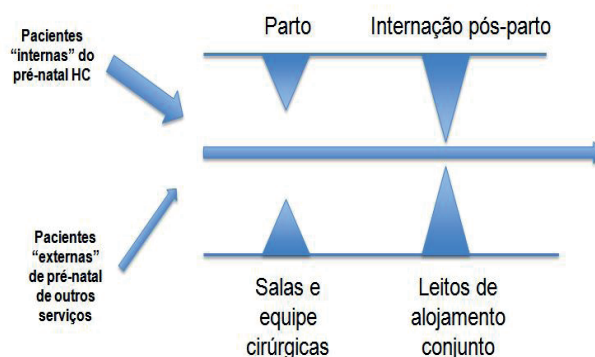 Pacientes
“internas” do
pré-natal HC
Parto
Internação pós-parto
Pacientes
“externas”
de pré-natal
de outros
serviços
Salas e
equipe
cirúrgicas
Leitos de
alojamento
conjunto